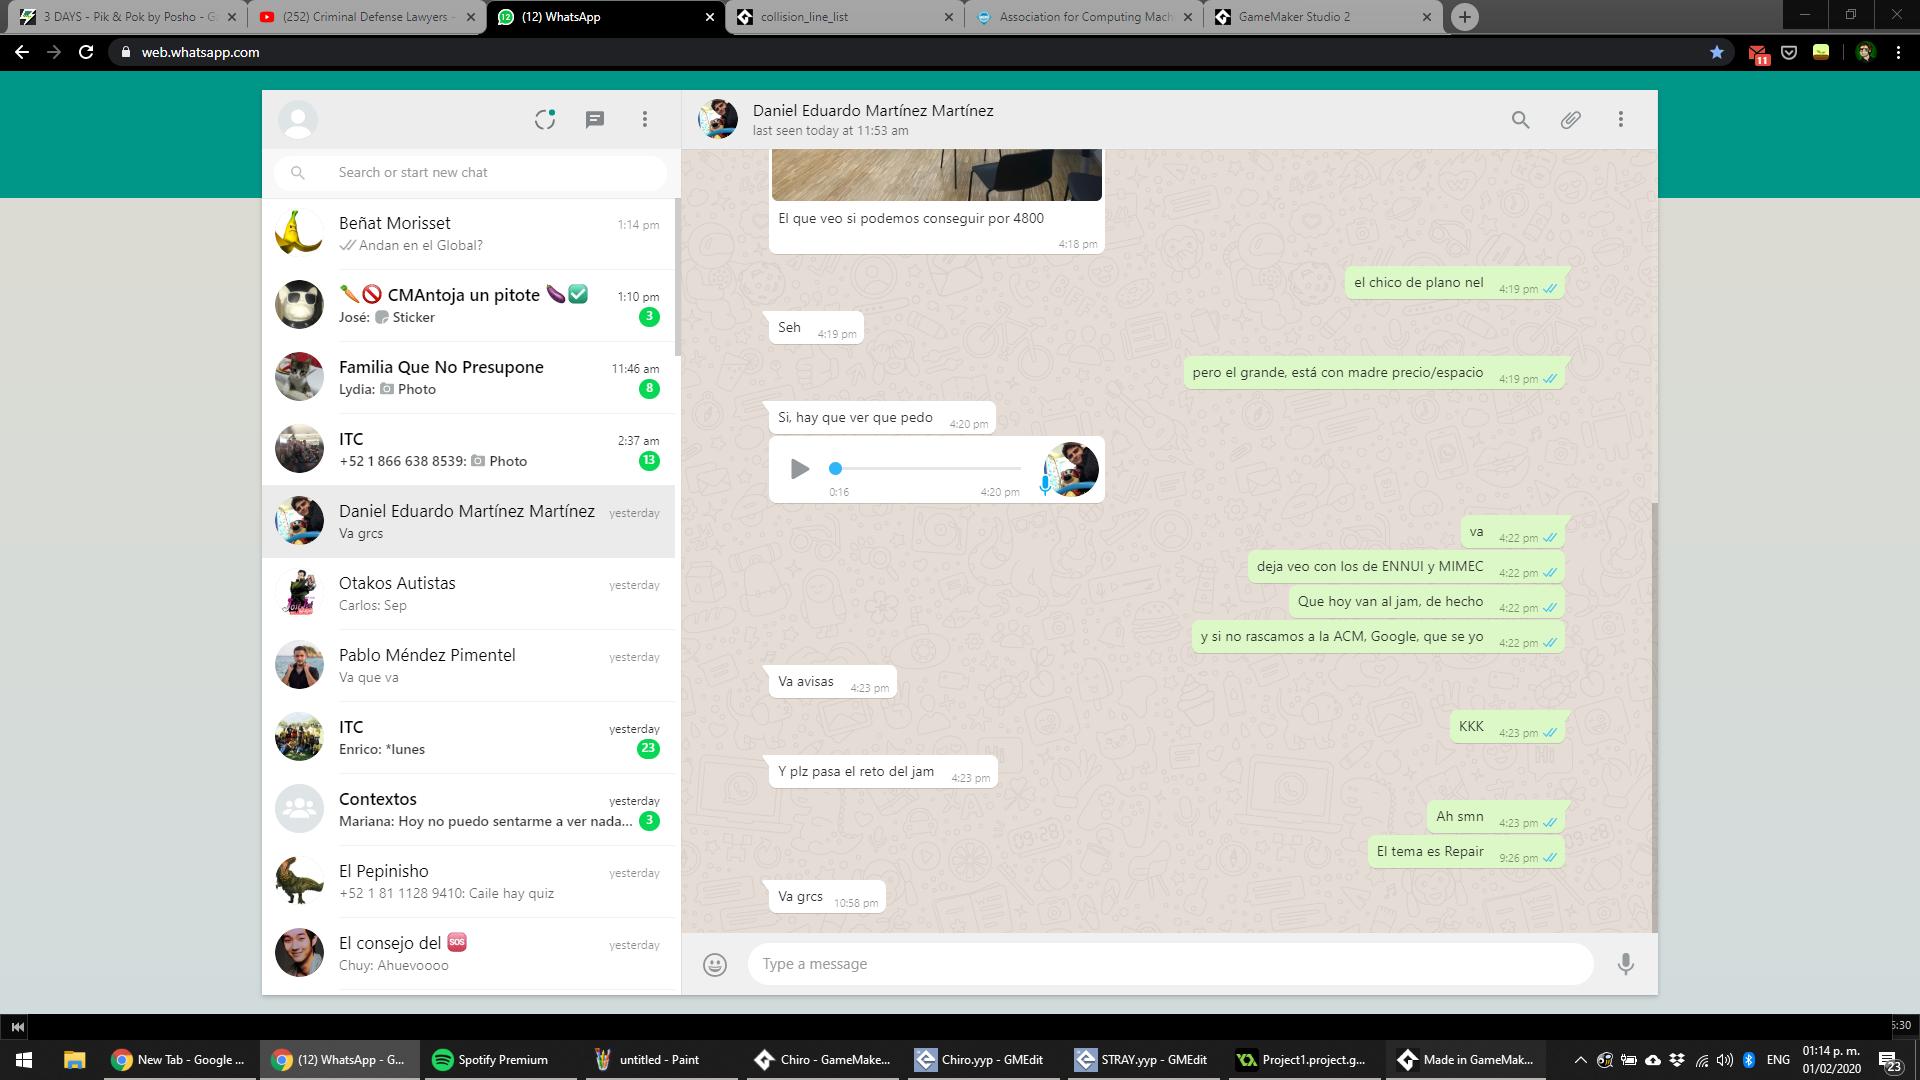 3 DAYS - Pik & Pok by Posho - G
(252) Criminal Defense Lawyers -
(12) WhatsApp
collision_line_list
Association for Computing Mach
GameMaker Studio 2
web.whatsapp.com
11
Daniel Eduardo Martínez Martínez
last seen today at 11:53 am
Search or start new chat
Beñat Morisset
1:14 pm
Andan en el Global?
🥕🚫 CMAntoja un pitote 🍆✅
1:10 pm
José: Sticker
3
Familia Que No Presupone
11:46 am
Lydia: Photo
8
ITC
2:37 am
+52 1 866 638 8539: Photo
13
Daniel Eduardo Martínez Martínez
yesterday
Va grcs
Otakos Autistas
yesterday
Carlos: Sep
Pablo Méndez Pimentel
yesterday
Va que va
ITC
yesterday
Enrico: *lunes
23
Contextos
yesterday
Mariana: Hoy no puedo sentarme a ver nada...
3
El Pepinisho
yesterday
+52 1 81 1128 9410: Caile hay quiz
El consejo del 🆘
yesterday
Chuy: Ahuevoooo
El que veo si podemos conseguir por 4800
4:18 pm
el chico de plano nel
4:19 pm
Seh
4:19 pm
pero el grande, está con madre precio/espacio
4:19 pm
Si, hay que ver que pedo
4:20 pm
0:16
4:20 pm
va
4:22 pm
deja veo con los de ENNUI y MIMEC
4:22 pm
Que hoy van al jam, de hecho
4:22 pm
y si no rascamos a la ACM, Google, que se yo
4:22 pm
Va avisas
4:23 pm
KKK
4:23 pm
Y plz pasa el reto del jam
4:23 pm
Ah smn
4:23 pm
El tema es Repair
9:26 pm
Va grcs
10:58 pm
Type a message
5:30
New Tab - Google ...
(12) WhatsApp - G...
Spotify Premium
untitled - Paint
Chiro - GameMake...
Chiro.yyp - GMEdit
STRAY.yyp - GMEdit
Project1.project.g...
Made in GameMak...
ENG
01:14 p. m.
01/02/2020
23